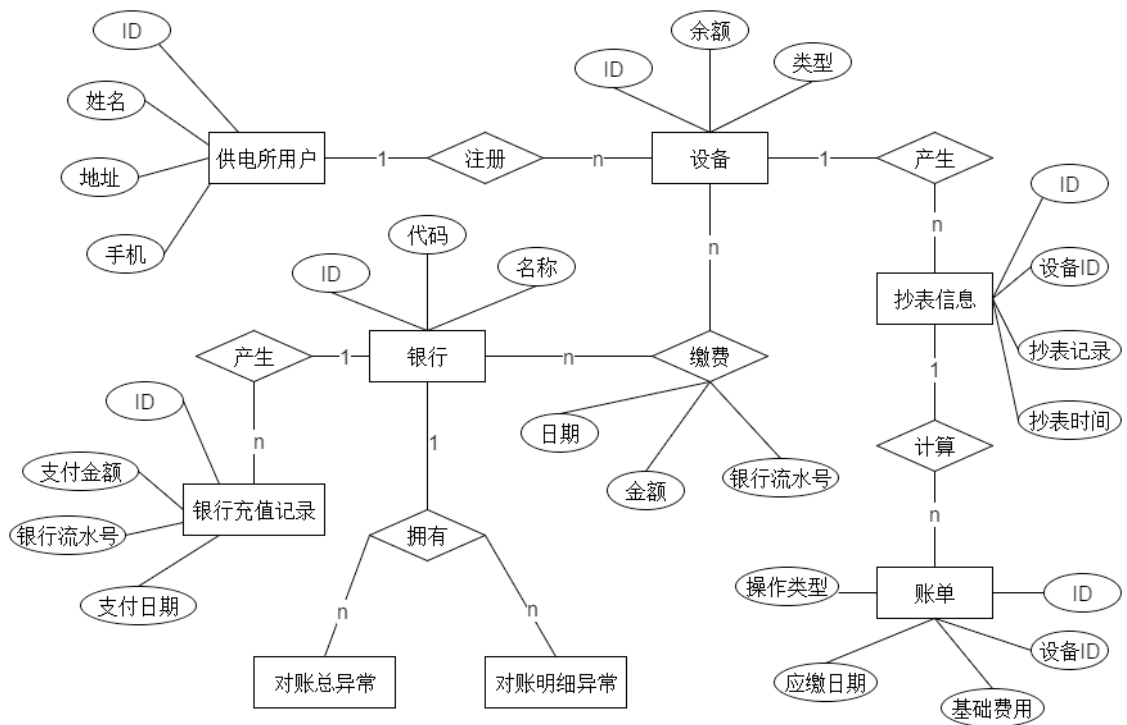 ID
姓名
地址
手机
供电所用户
1
注册
n
设备
余额
ID
类型
1
产生
n
抄表信息
ID
设备ID
抄表记录
抄表时间
1
计算
n
账单
操作类型
ID
设备ID
应缴日期
基础费用
n
缴费
日期
金额
银行流水号
n
银行
代码
ID
名称
1
产生
n
银行充值记录
ID
支付金额
银行流水号
支付日期
1
拥有
n
n
对账总异常
对账明细异常